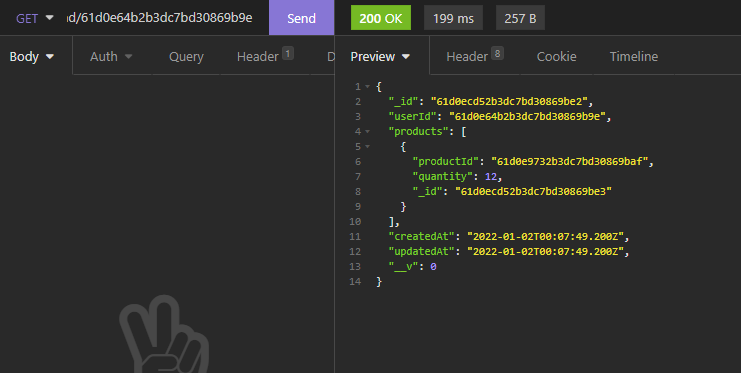 GET nd/61d0e64b2b3dc7bd30869b9e Send 200 OK 199 ms 257 B
Body Auth Query Header 1 D Preview Header 8 Cookie Timeline
1 {
2 "_id": "61d0ecd52b3dc7bd30869be2",
3 "userId": "61d0e64b2b3dc7bd30869b9e",
4 "products": [
5 {
6 "productId": "61d0e9732b3dc7bd30869baf",
7 "quantity": 12,
8 "_id": "61d0ecd52b3dc7bd30869be3"
9 }
10 ],
11 "createdAt": "2022-01-02T00:07:49.200Z",
12 "updatedAt": "2022-01-02T00:07:49.200Z",
13 "__v": 0
14 }